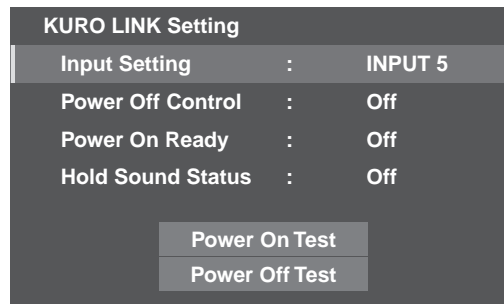 KURO LINK Setting
Input Setting : INPUT 5
Power Off Control : Off
Power On Ready : Off
Hold Sound Status : Off
Power On Test
Power Off Test